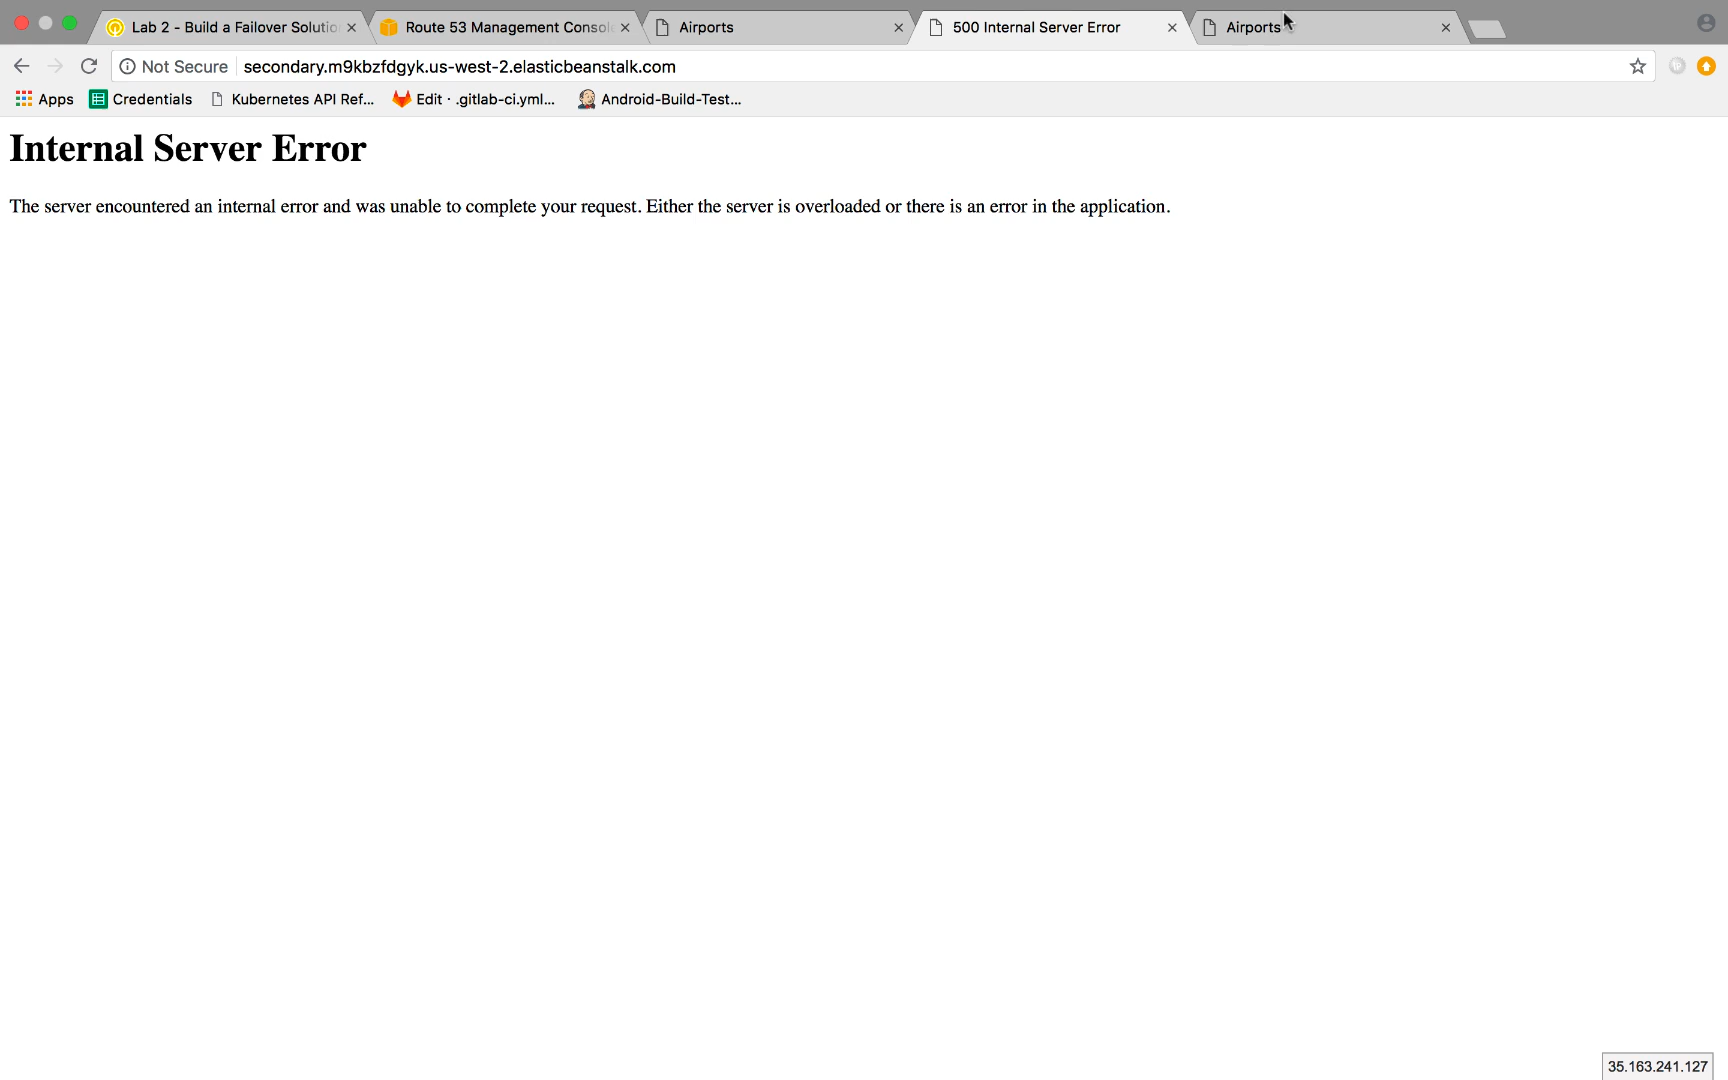 Lab 2 - Build a Failover Solutio
Route 53 Management Consol
Airports
500 Internal Server Error
Airports
Not Secure
secondary.m9kbzfdgyk.us-west-2.elasticbeanstalk.com
Apps
Credentials
Kubernetes API Ref...
Edit · .gitlab-ci.yml...
Android-Build-Test...
Internal Server Error
The server encountered an internal error and was unable to complete your request. Either the server is overloaded or there is an error in the application.
35.163.241.127